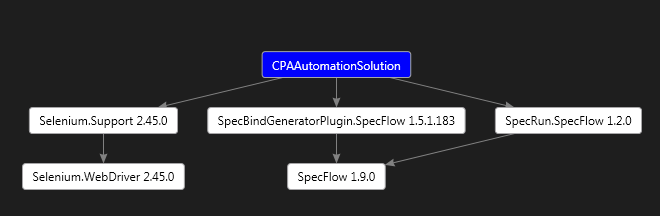 CPAAutomationSolution
Selenium.Support 2.45.0
SpecBindGeneratorPlugin.SpecFlow 1.5.1.183
SpecRun.SpecFlow 1.2.0
Selenium.WebDriver 2.45.0
SpecFlow 1.9.0